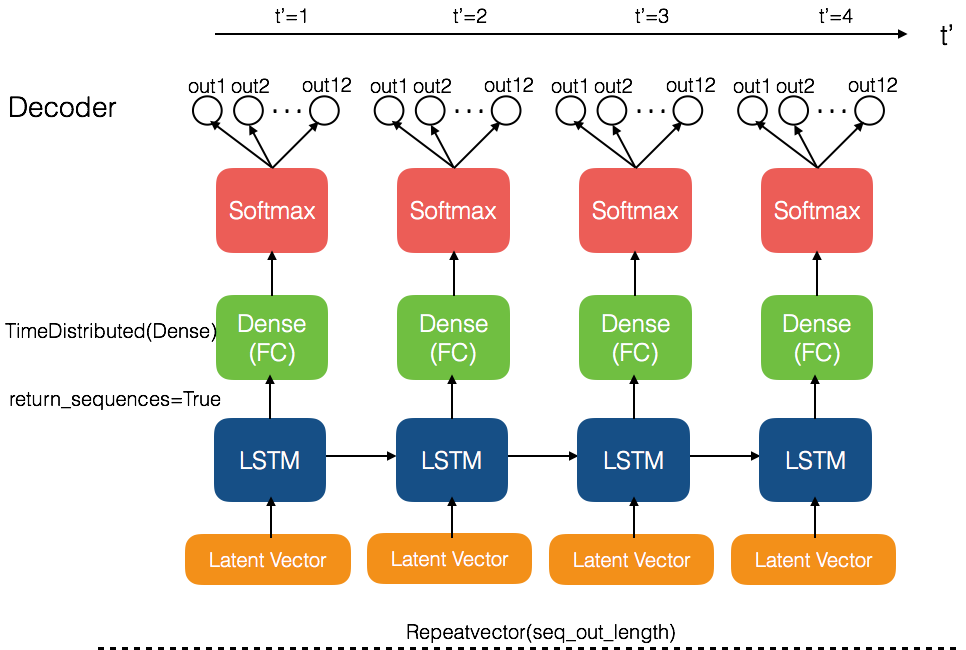 t'=1 t'=2 t'=3 t'=4
t'
Decoder
out1 out2 ... out12 out1 out2 ... out12 out1 out2 ... out12 out1 out2 ... out12
Softmax Softmax Softmax Softmax
TimeDistributed(Dense)
Dense (FC) Dense (FC) Dense (FC) Dense (FC)
return_sequences=True
LSTM LSTM LSTM LSTM
Latent Vector Latent Vector Latent Vector Latent Vector
Repeatvector(seq_out_length)